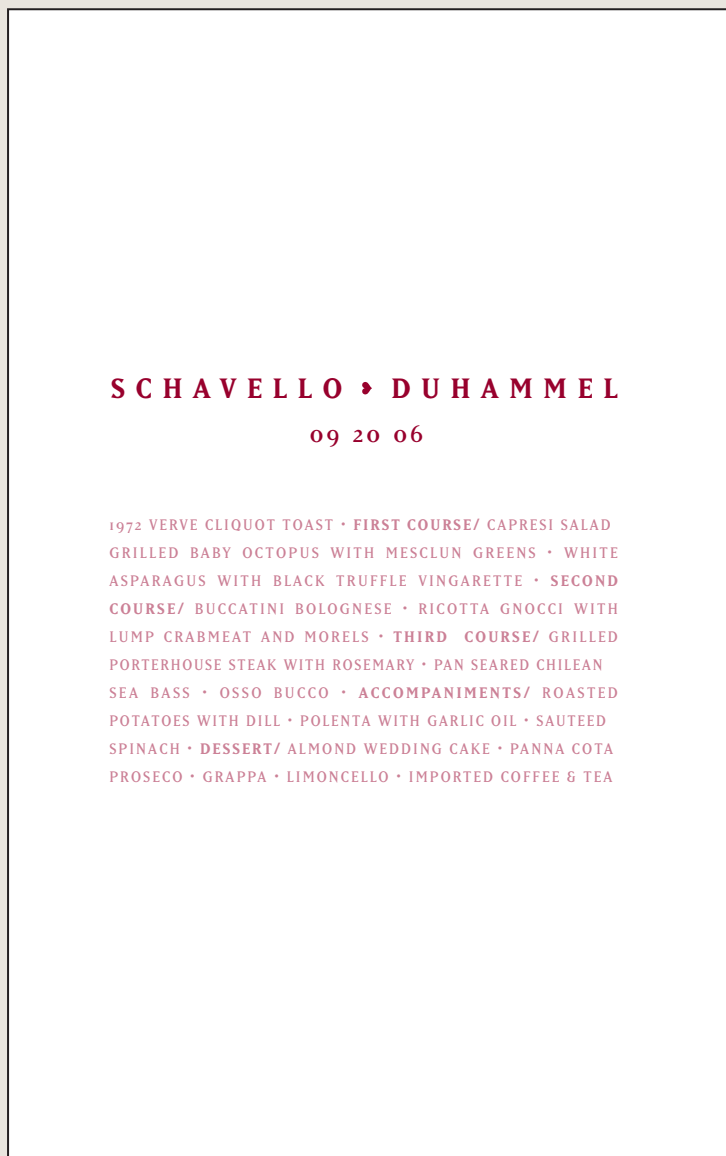 SCHAVELLO ❥ DUHAMMEL
09 20 06
1972 VERVE CLIQUOT TOAST • FIRST COURSE/ CAPRESI SALAD
GRILLED BABY OCTOPUS WITH MESCLUN GREENS • WHITE
ASPARAGUS WITH BLACK TRUFFLE VINGARETTE • SECOND
COURSE/ BUCCATINI BOLOGNESE • RICOTTA GNOCCI WITH
LUMP CRABMEAT AND MORELS • THIRD COURSE/ GRILLED
PORTERHOUSE STEAK WITH ROSEMARY • PAN SEARED CHILEAN
SEA BASS • OSSO BUCCO • ACCOMPANIMENTS/ ROASTED
POTATOES WITH DILL • POLENTA WITH GARLIC OIL • SAUTEED
SPINACH • DESSERT/ ALMOND WEDDING CAKE • PANNA COTA
PROSECO • GRAPPA • LIMONCELLO • IMPORTED COFFEE & TEA